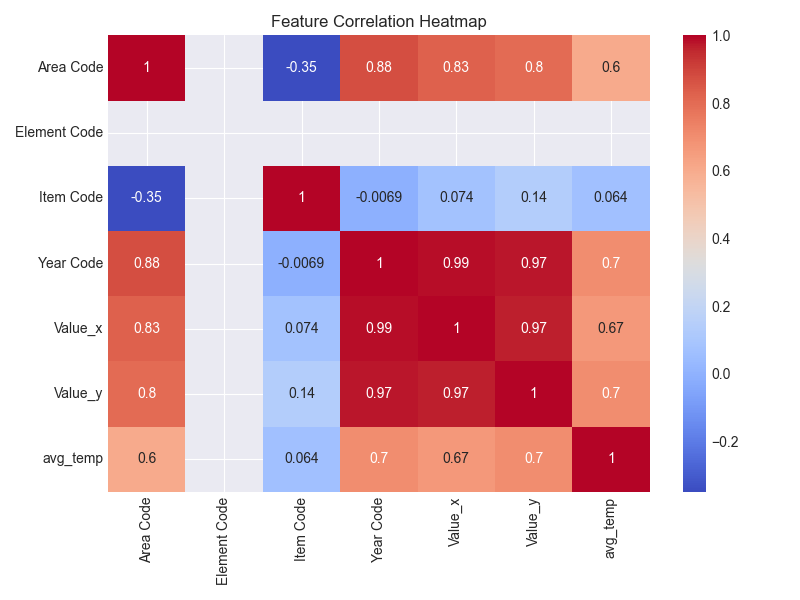 Feature Correlation Heatmap
Area Code 1 -0.35 0.88 0.83 0.8 0.6
Element Code
Item Code -0.35 1 -0.0069 0.074 0.14 0.064
Year Code 0.88 -0.0069 1 0.99 0.97 0.7
Value_x 0.83 0.074 0.99 1 0.97 0.67
Value_y 0.8 0.14 0.97 0.97 1 0.7
avg_temp 0.6 0.064 0.7 0.67 0.7 1
Area Code Element Code Item Code Year Code Value_x Value_y avg_temp
1.0
0.8
0.6
0.4
0.2
0.0
−0.2